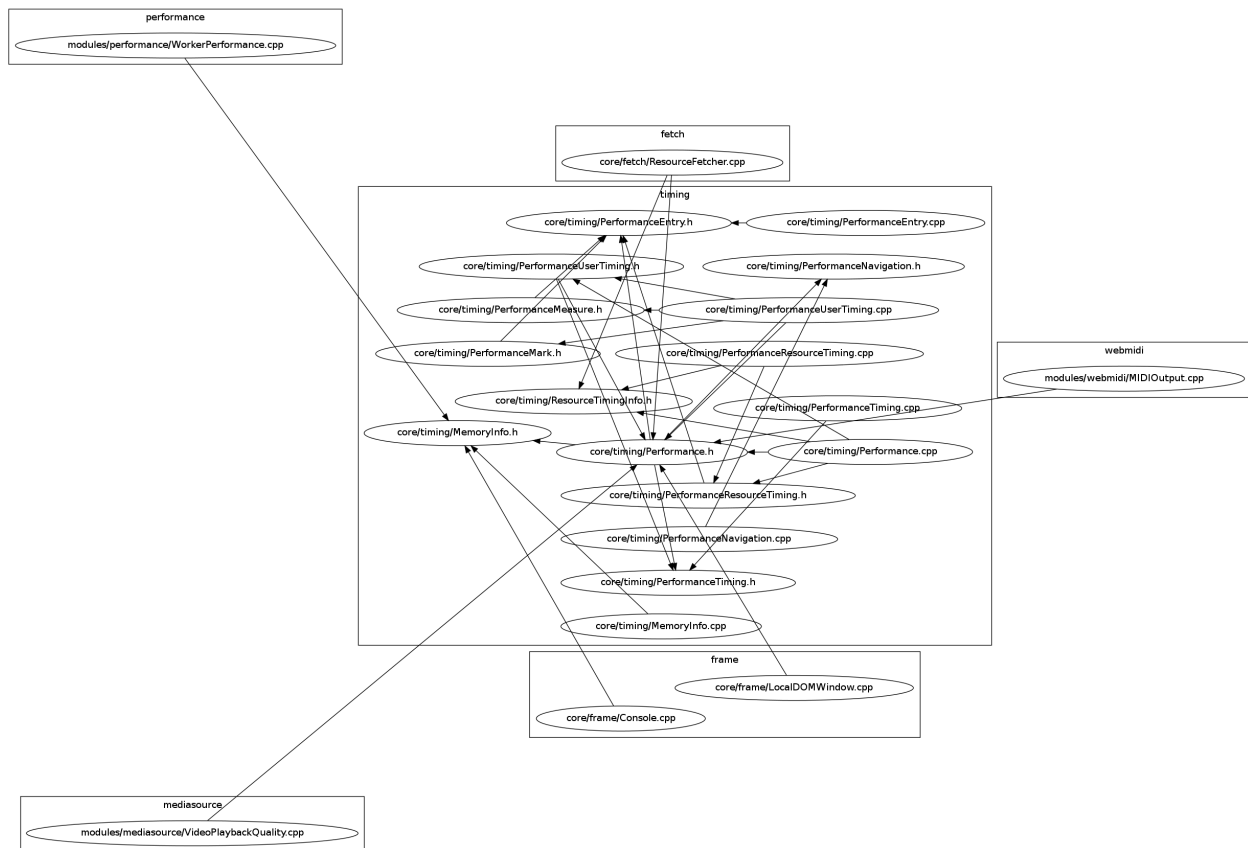 performance
modules/performance/WorkerPerformance.cpp
fetch
core/fetch/ResourceFetcher.cpp
timing
core/timing/PerformanceEntry.h
core/timing/PerformanceEntry.cpp
core/timing/PerformanceUserTiming.h
core/timing/PerformanceNavigation.h
core/timing/PerformanceMeasure.h
core/timing/PerformanceUserTiming.cpp
core/timing/PerformanceMark.h
core/timing/PerformanceResourceTiming.cpp
webmidi
modules/webmidi/MIDIOutput.cpp
core/timing/ResourceTimingInfo.h
core/timing/PerformanceTiming.cpp
core/timing/MemoryInfo.h
core/timing/Performance.h
core/timing/Performance.cpp
core/timing/PerformanceResourceTiming.h
core/timing/PerformanceNavigation.cpp
core/timing/PerformanceTiming.h
core/timing/MemoryInfo.cpp
frame
core/frame/LocalDOMWindow.cpp
core/frame/Console.cpp
mediasource
modules/mediasource/VideoPlaybackQuality.cpp